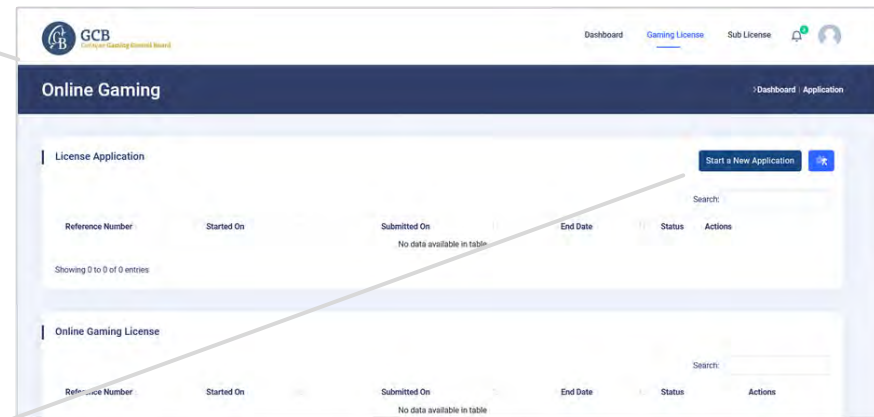 GCB
Curaçao Gaming Control Board
Dashboard Gaming License Sub License
Online Gaming
Dashboard | Application
License Application
Start a New Application
Search:
Reference Number Started On Submitted On End Date Status Actions
No data available in table
Showing 0 to 0 of 0 entries
Online Gaming License
Search:
Reference Number Started On Submitted On End Date Status Actions
No data available in table